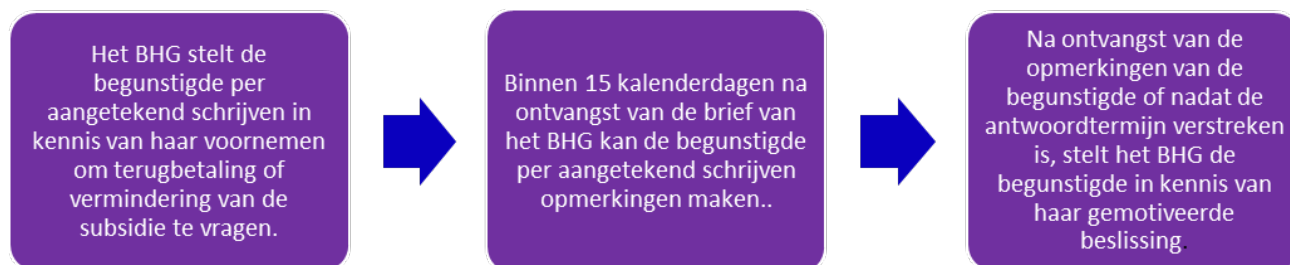 Het BHG stelt de
begunstigde per
aangetekend schrijven in
kennis van haar voornemen
om terugbetaling of
vermindering van de
subsidie te vragen.
Binnen 15 kalenderdagen na
ontvangst van de brief van
het BHG kan de begunstigde
per aangetekend schrijven
opmerkingen maken..
Na ontvangst van de
opmerkingen van de
begunstigde of nadat de
antwoordtermijn verstreken
is, stelt het BHG de
begunstigde in kennis van
haar gemotiveerde
beslissing.